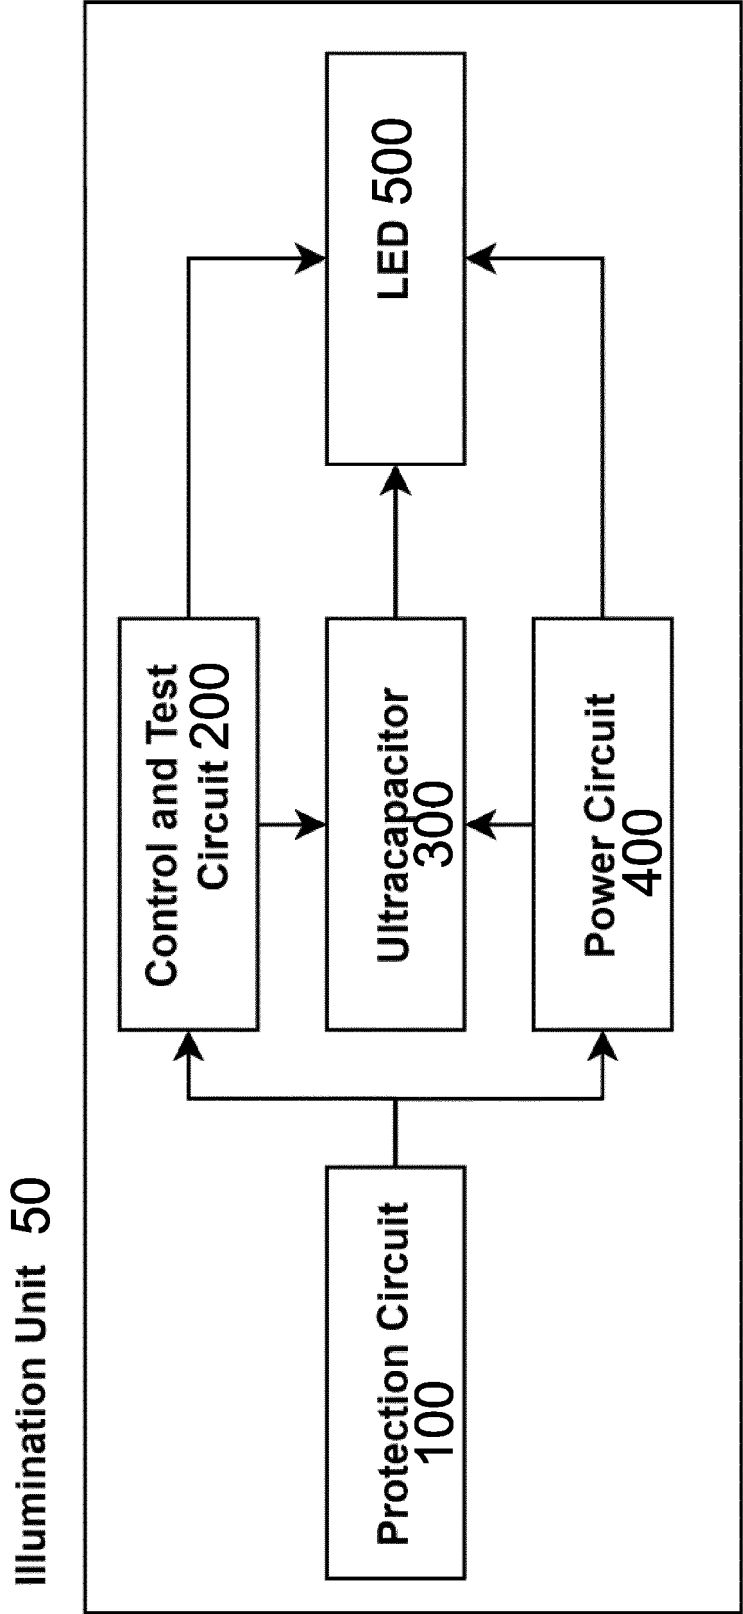 Illumination Unit 50
Protection Circuit
100
Control and Test
Circuit 200
Ultracapacitor
300
Power Circuit
400
LED 500